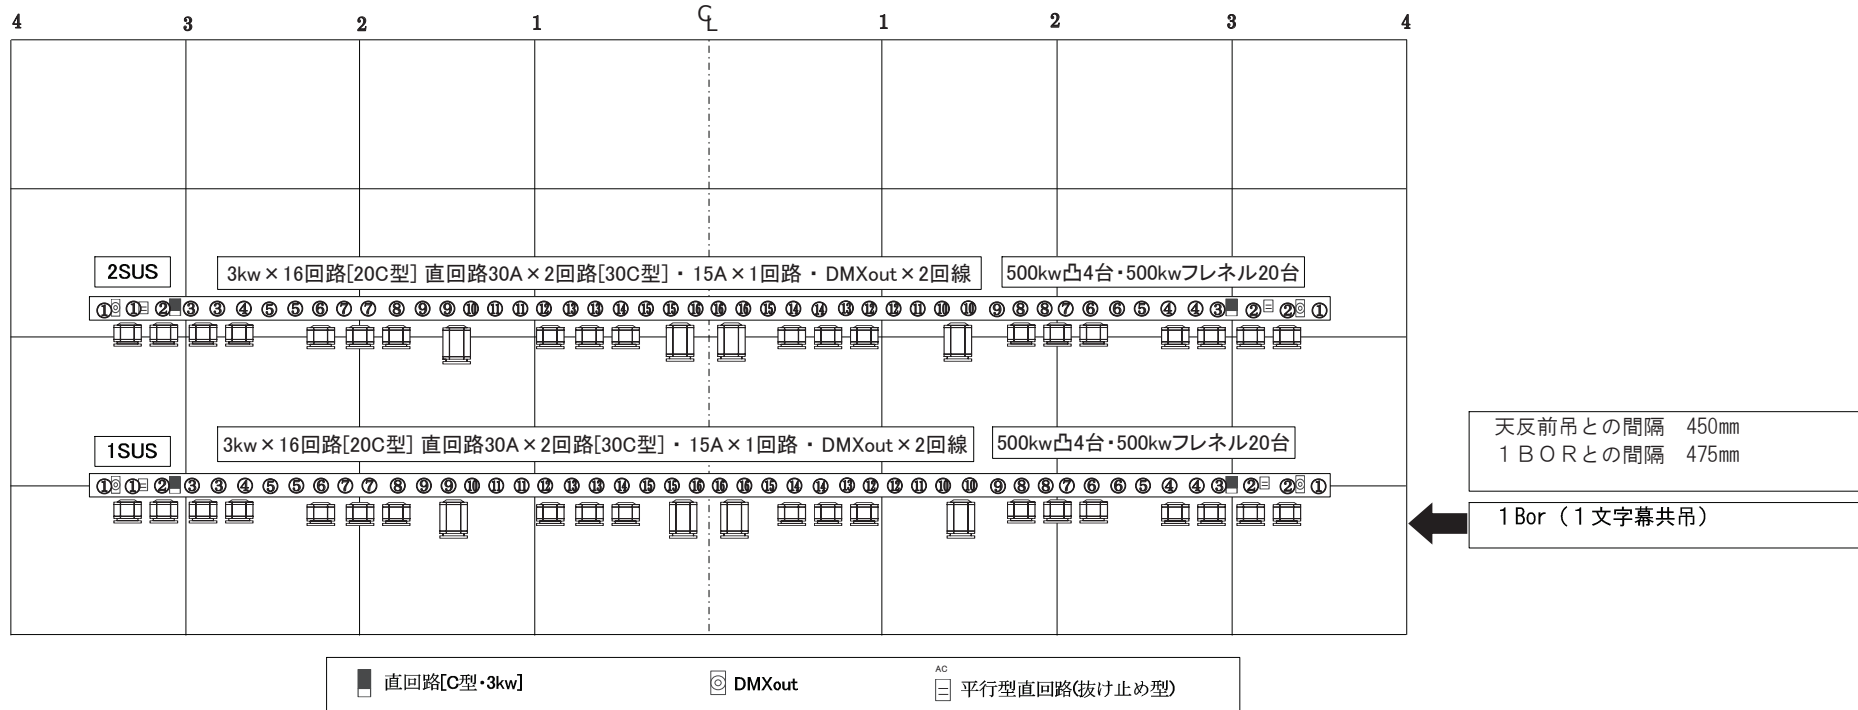 4 3 2 1 CL 1 2 3 4
2SUS
3kw×16回路[20C型] 直回路30A×2回路[30C型]・15A×1回路・DMXout×2回線
500kw凸4台・500kwフレネル20台
①①②③③④⑤⑤⑥⑦⑦⑧⑨⑨⑩⑪⑪⑫⑬⑬⑭⑮⑮⑯⑯⑯⑮⑭⑭⑬⑫⑫⑪⑩⑩⑨⑧⑧⑦⑥⑥⑤④④③②②①
天反前吊との間隔　450mm
１ＢＯＲとの間隔　475mm
1SUS
3kw×16回路[20C型] 直回路30A×2回路[30C型]・15A×1回路・DMXout×2回線
500kw凸4台・500kwフレネル20台
①①②③③④⑤⑤⑥⑦⑦⑧⑨⑨⑩⑪⑪⑫⑬⑬⑭⑮⑮⑯⑯⑯⑮⑭⑭⑬⑫⑫⑪⑩⑩⑨⑧⑧⑦⑥⑥⑤④④③②②①
１Bor（１文字幕共吊）
直回路[C型・3kw]
DMXout
AC
平行型直回路(抜け止め型)